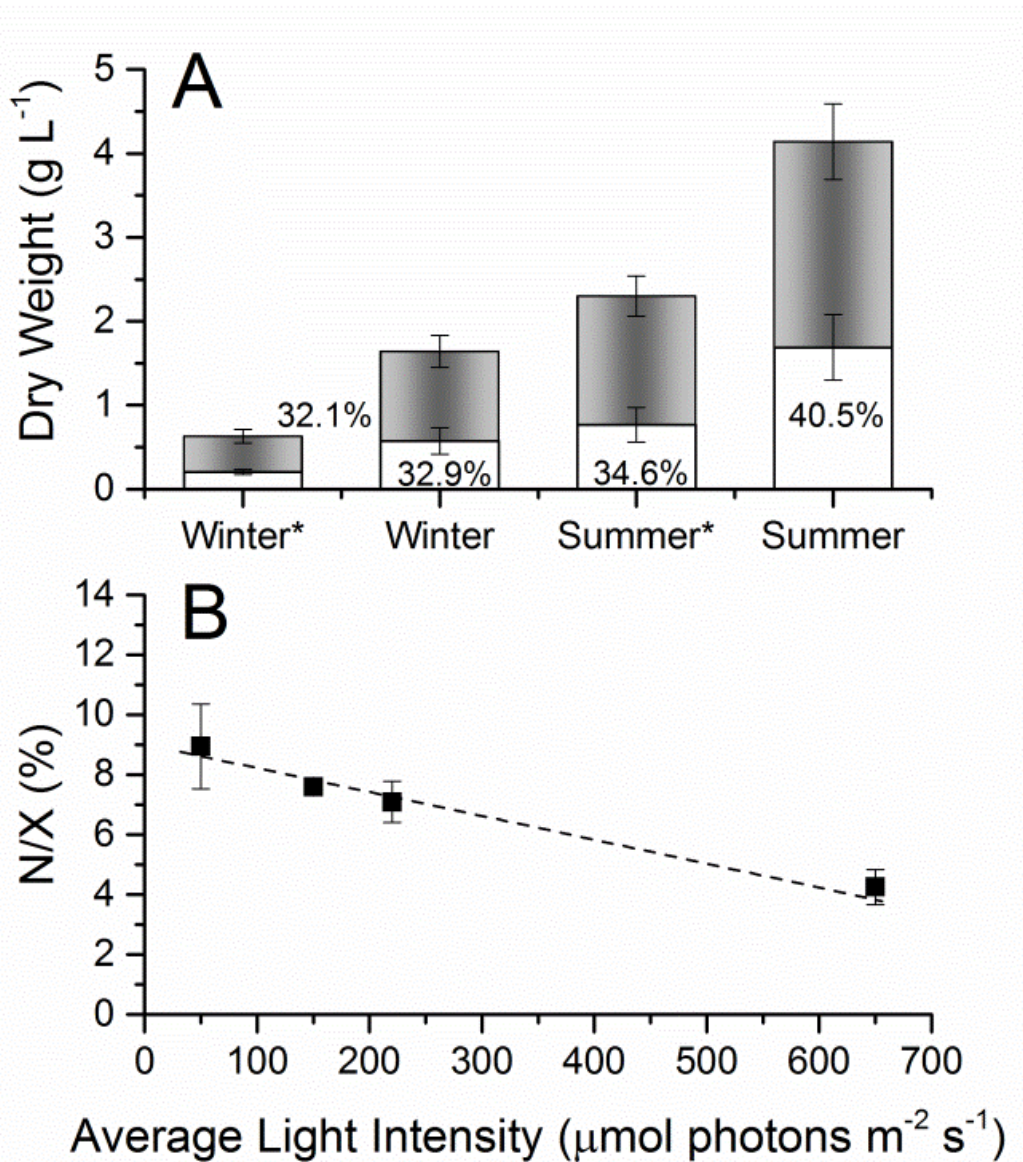 A
Dry Weight (g L⁻¹)
5
4
3
2
1
0
32.1%
32.9%
34.6%
40.5%
Winter* Winter Summer* Summer
B
N/X (%)
14
12
10
8
6
4
2
0
0 100 200 300 400 500 600 700
Average Light Intensity (μmol photons m⁻² s⁻¹)